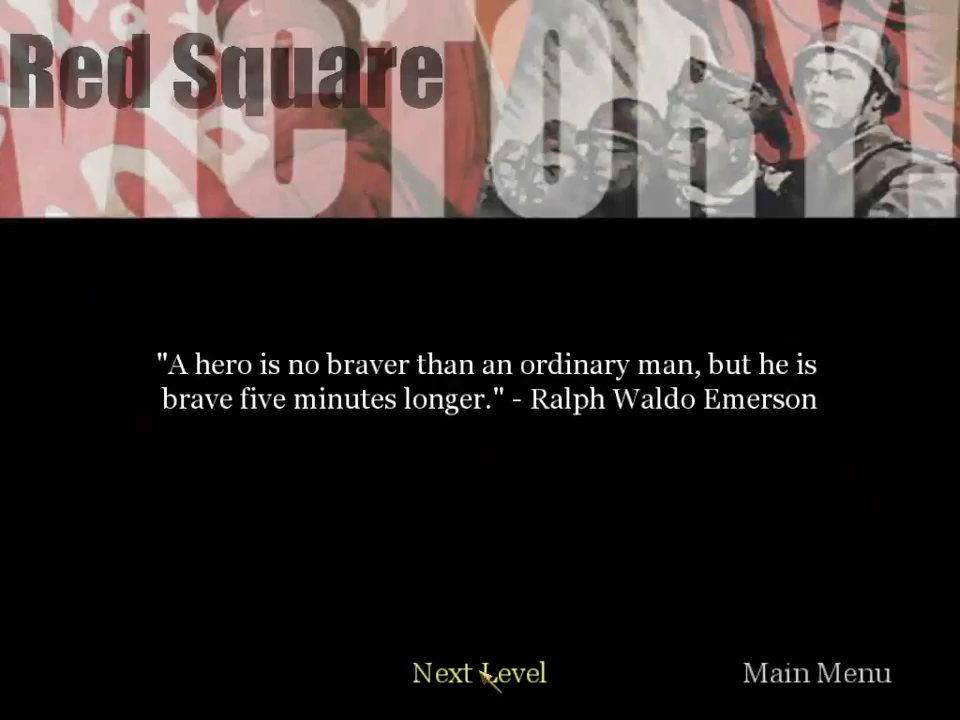 Red Square
VICTORY!
"A hero is no braver than an ordinary man, but he is
brave five minutes longer." - Ralph Waldo Emerson
Next Level
Main Menu